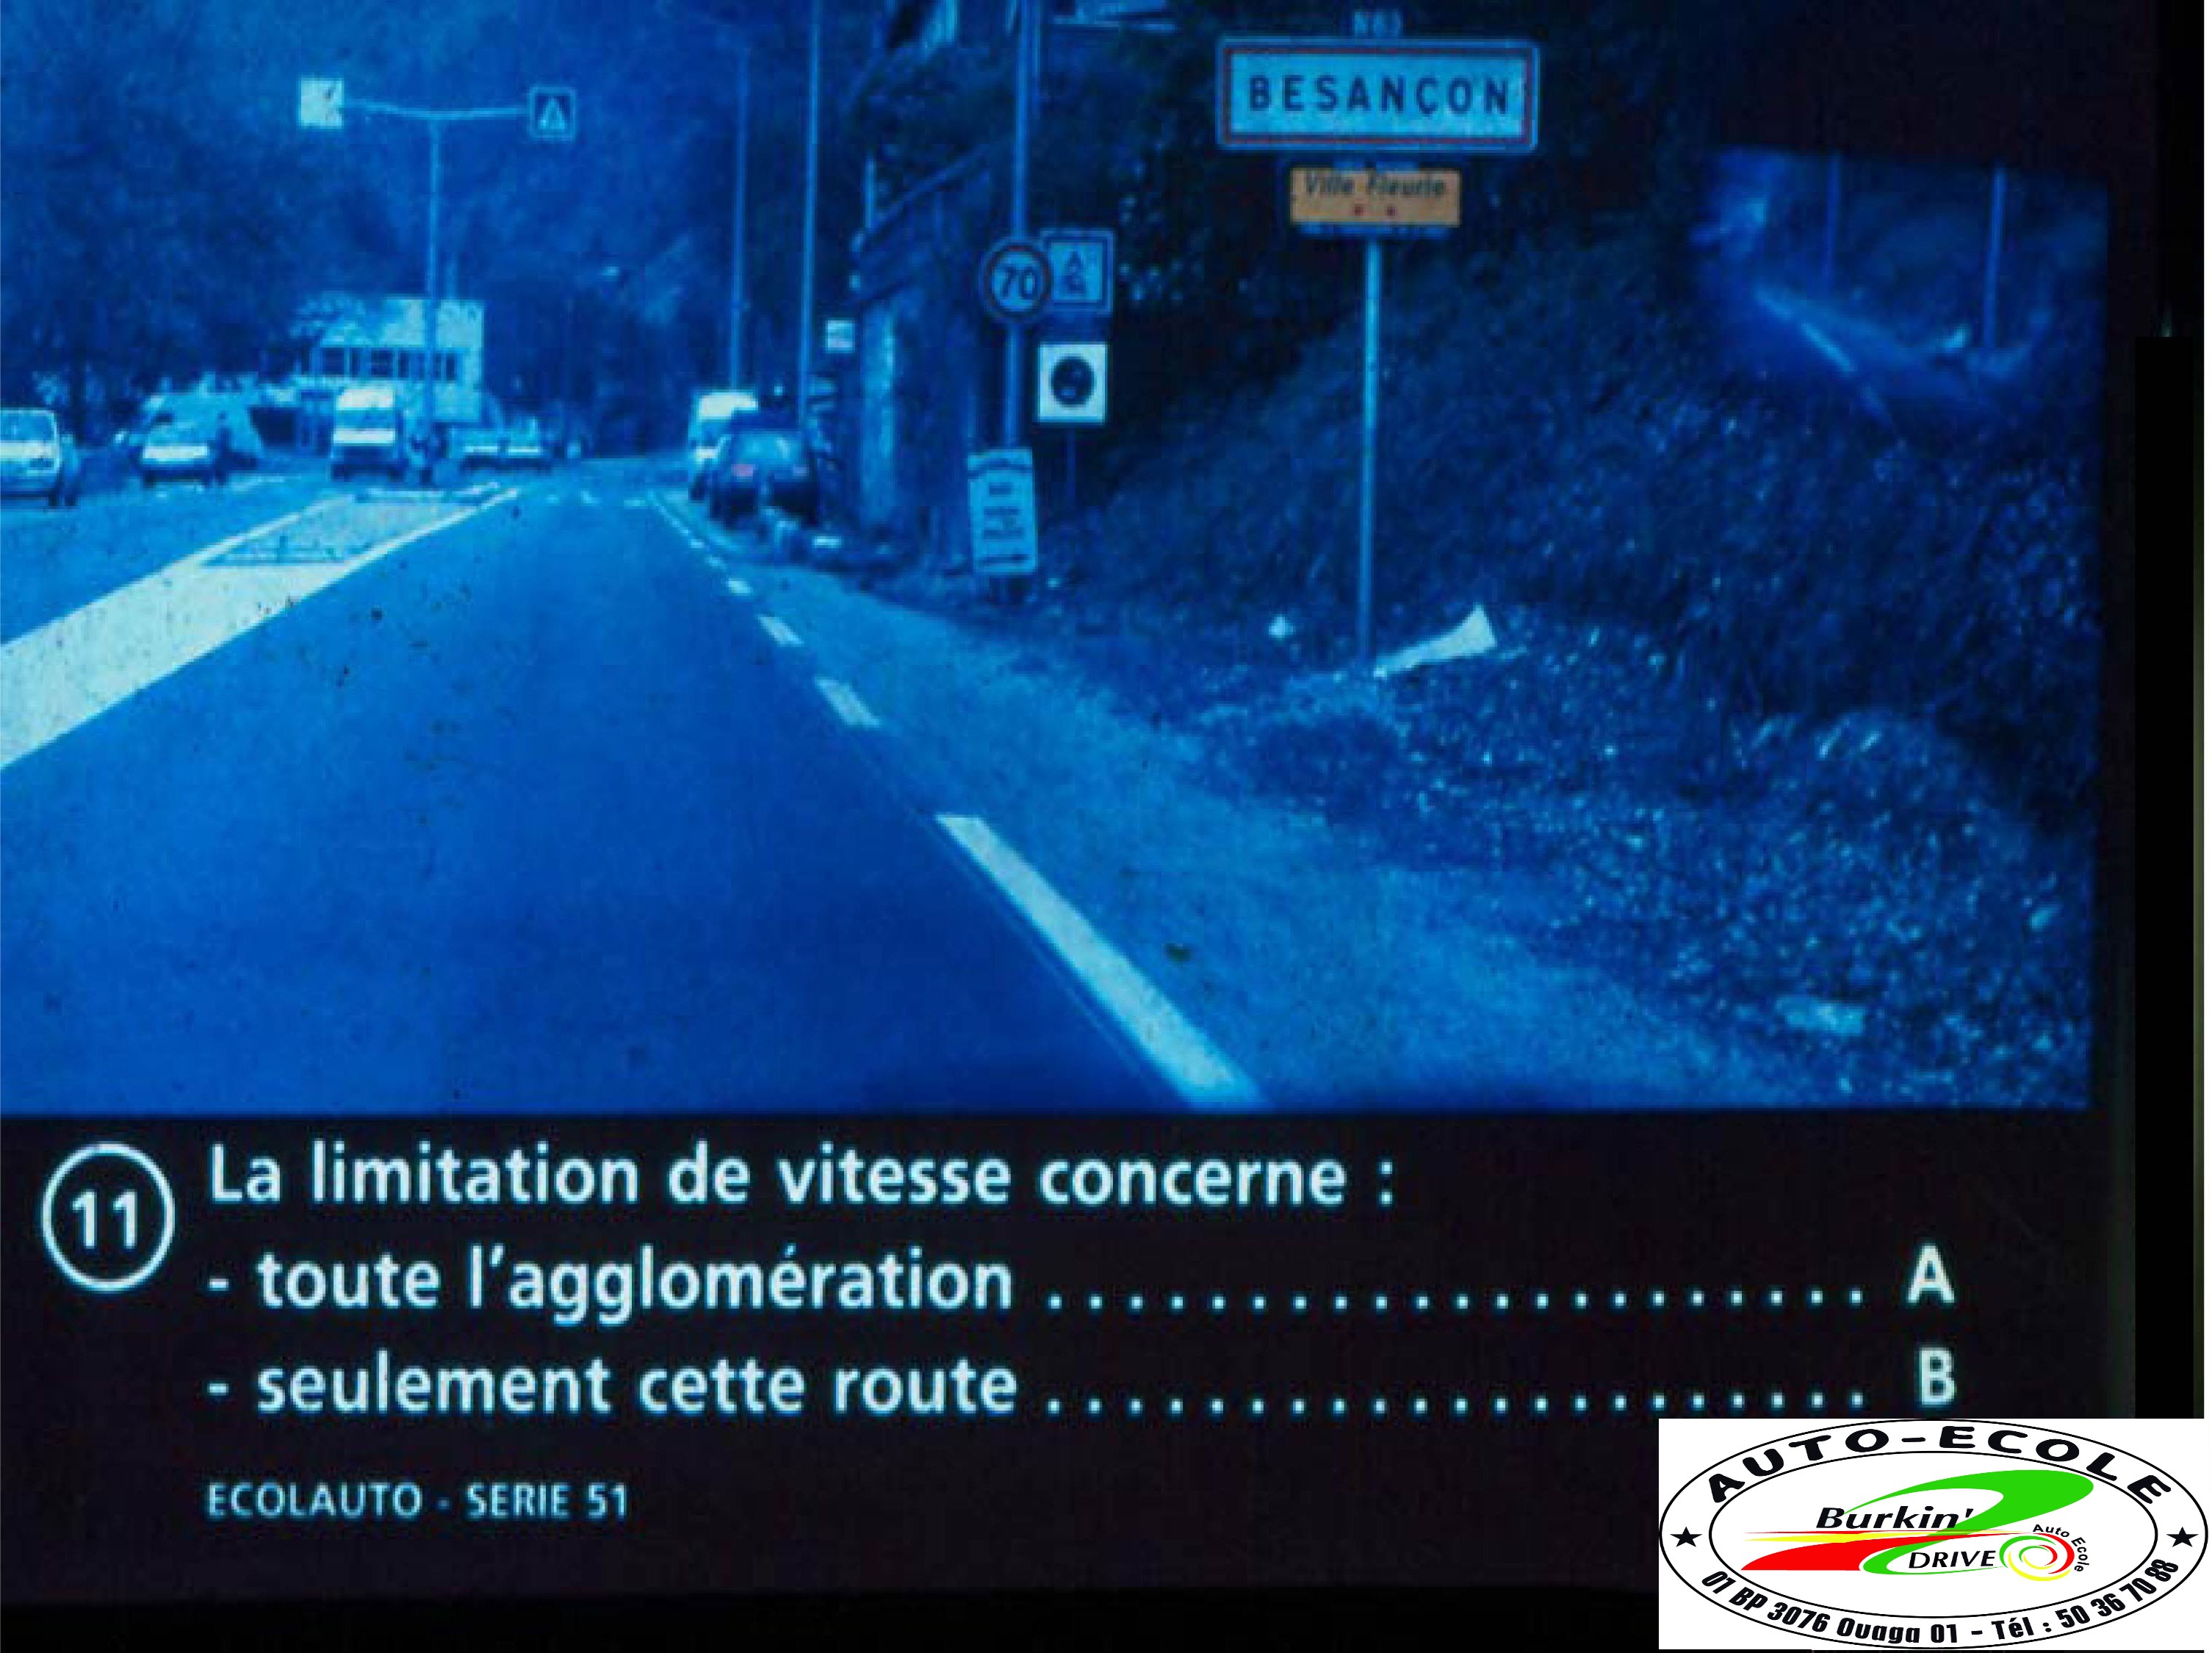 N83
BESANÇON
Ville Fleurie
70
11
La limitation de vitesse concerne :
- toute l'agglomération ..................... A
- seulement cette route ..................... B
ECOLAUTO - SERIE 51
AUTO-ECOLE
Burkin'
DRIVE
Auto Ecole
01 BP 3076 Ouaga 01 - Tél : 50 36 70 88